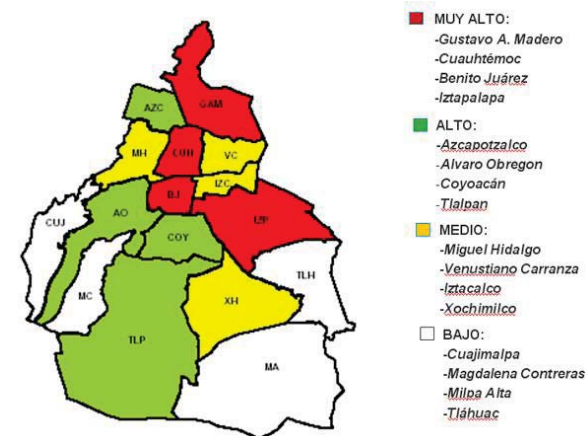 GAM
AZC
MH
CUH
VC
IZC
BJ
CUJ
AO
IZP
COY
TLH
MC
XH
TLP
MA
MUY ALTO:
-Gustavo A. Madero
-Cuauhtémoc
-Benito Juárez
-Iztapalapa
ALTO:
-Azcapotzalco
-Alvaro Obregon
-Coyoacán
-Tlalpan
MEDIO:
-Miguel Hidalgo
-Venustiano Carranza
-Iztacalco
-Xochimilco
BAJO:
-Cuajimalpa
-Magdalena Contreras
-Milpa Alta
-Tláhuac